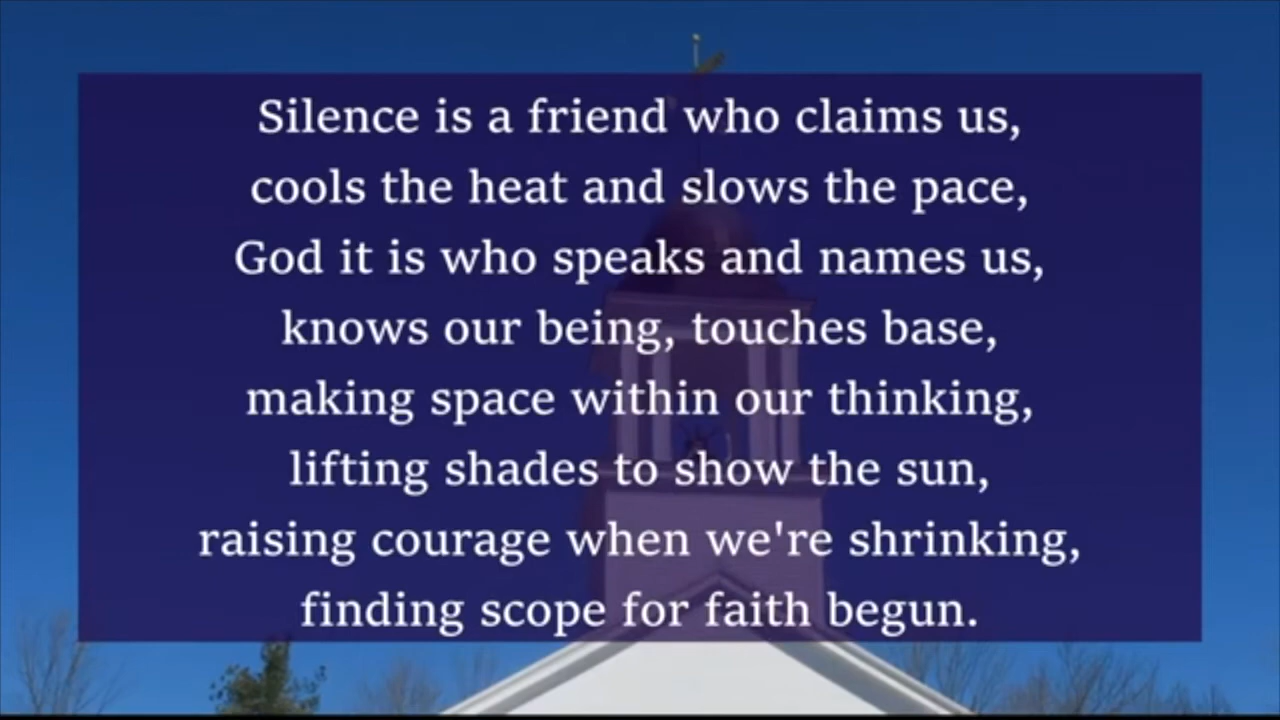 Silence is a friend who claims us,
cools the heat and slows the pace,
God it is who speaks and names us,
knows our being, touches base,
making space within our thinking,
lifting shades to show the sun,
raising courage when we're shrinking,
finding scope for faith begun.